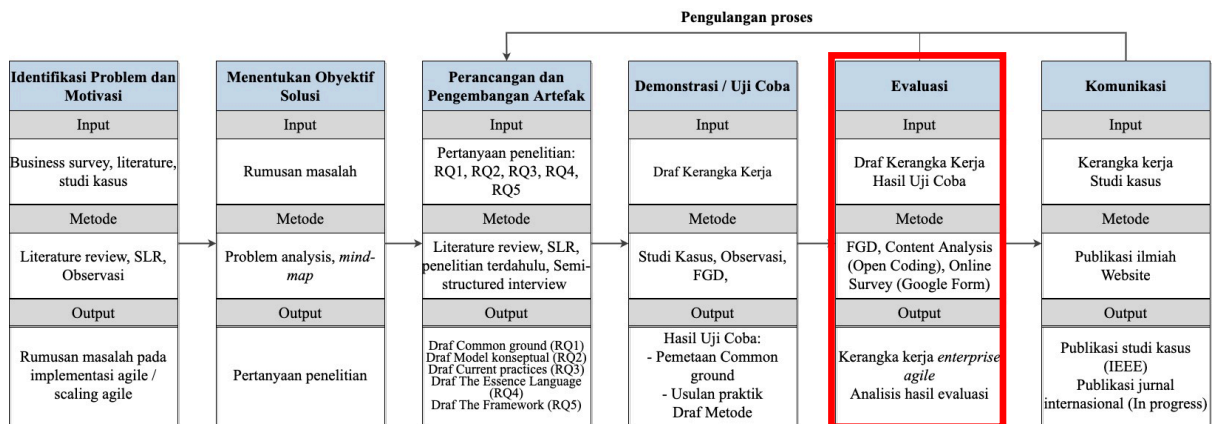 Pengulangan proses
Identifikasi Problem dan
Motivasi
Input
Business survey, literature,
studi kasus
Metode
Literature review, SLR,
Observasi
Output
Rumusan masalah pada
implementasi agile /
scaling agile
Menentukan Obyektif
Solusi
Input
Rumusan masalah
Metode
Problem analysis, mind-
map
Output
Pertanyaan penelitian
Perancangan dan
Pengembangan Artefak
Input
Pertanyaan penelitian:
RQ1, RQ2, RQ3, RQ4,
RQ5
Metode
Literature review, SLR,
penelitian terdahulu, Semi-
structured interview
Output
Draf Common ground (RQ1)
Draf Model konseptual (RQ2)
Draf Current practices (RQ3)
Draf The Essence Language
(RQ4)
Draf The Framework (RQ5)
Demonstrasi / Uji Coba
Input
Draf Kerangka Kerja
Metode
Studi Kasus, Observasi,
FGD,
Output
Hasil Uji Coba:
- Pemetaan Common
ground
- Usulan praktik
Draf Metode
Evaluasi
Input
Draf Kerangka Kerja
Hasil Uji Coba
Metode
FGD, Content Analysis
(Open Coding), Online
Survey (Google Form)
Output
Kerangka kerja enterprise
agile
Analisis hasil evaluasi
Komunikasi
Input
Kerangka kerja
Studi kasus
Metode
Publikasi ilmiah
Website
Output
Publikasi studi kasus
(IEEE)
Publikasi jurnal
internasional (In progress)